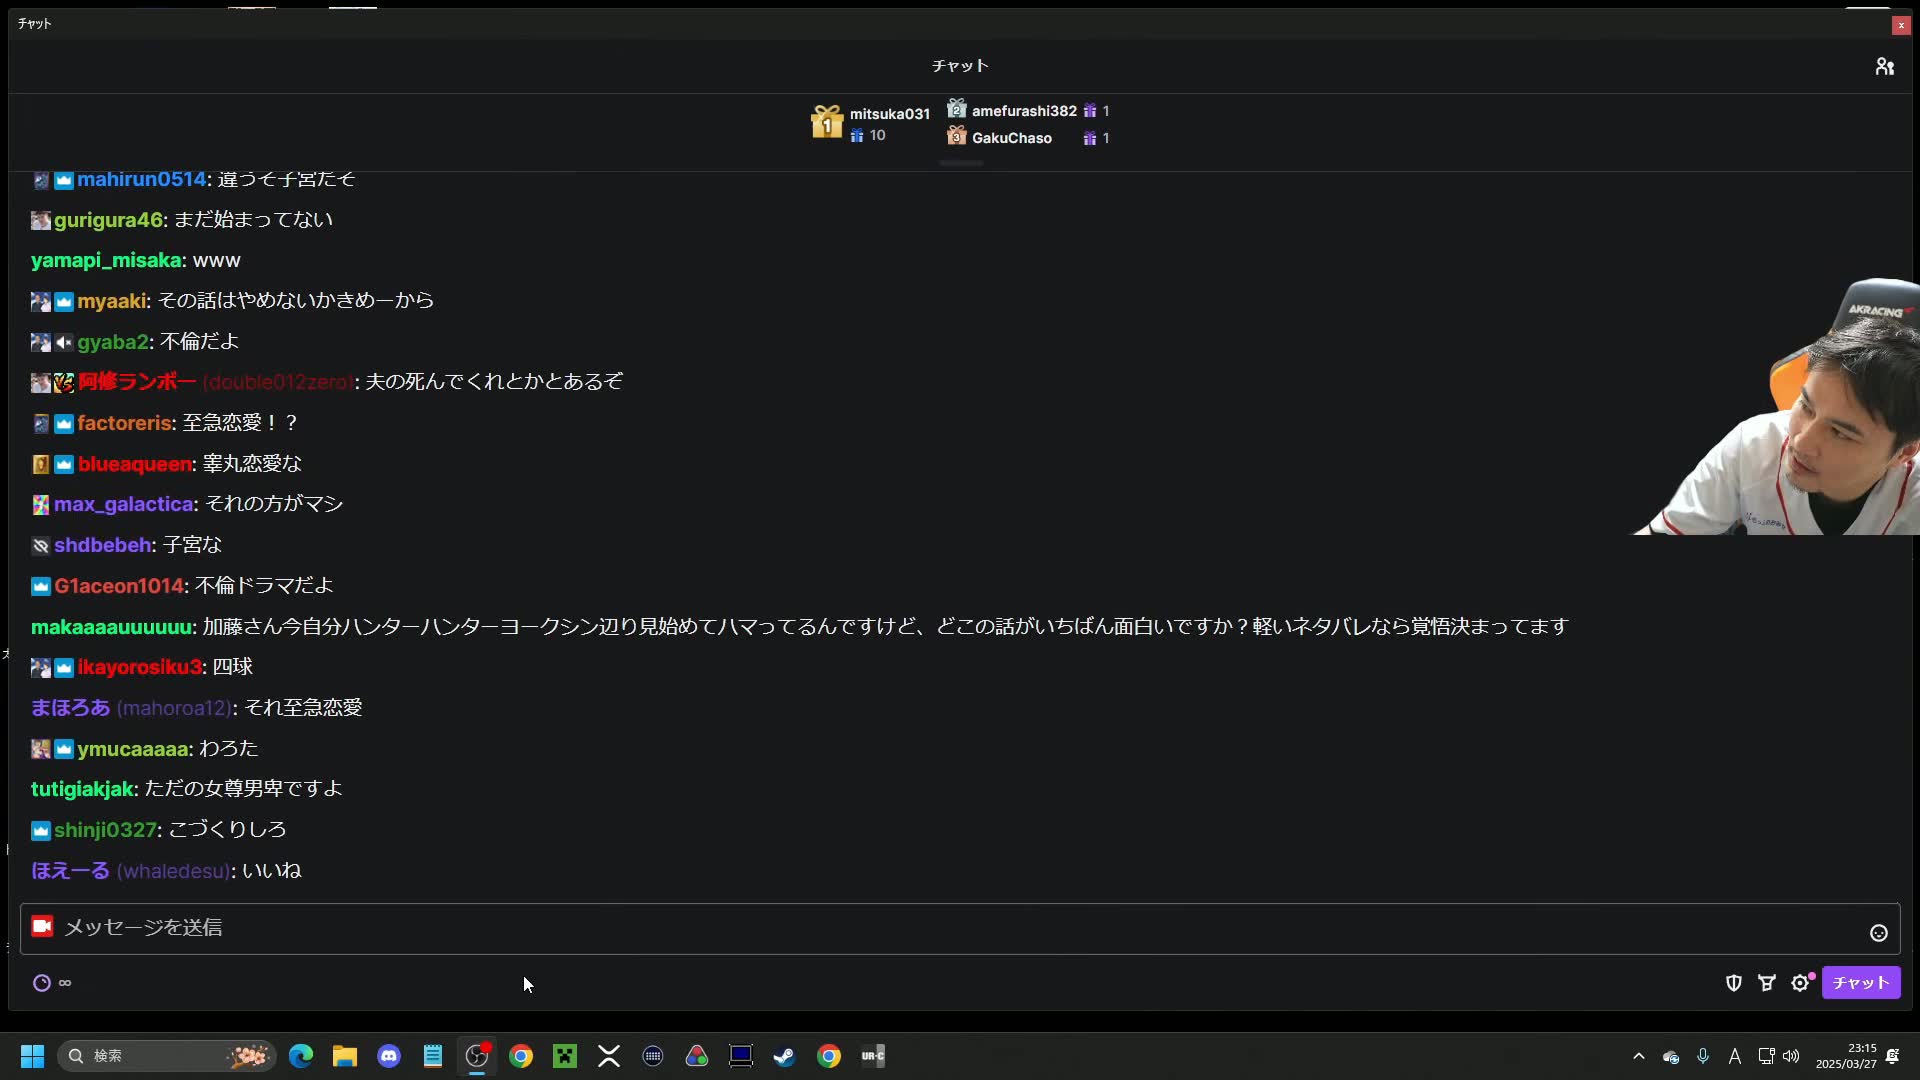 チャット
チャット
mitsuka031
10
amefurashi382 1
GakuChaso 1
mahirun0514: 違うぞ子宮だぞ
gurigura46: まだ始まってない
yamapi_misaka: www
myaaki: その話はやめないかきめーから
gyaba2: 不倫だよ
阿修ランボー (double012zero): 夫の死んでくれとかとあるぞ
factoreris: 至急恋愛！？
blueaqueen: 睾丸恋愛な
max_galactica: それの方がマシ
shdbebeh: 子宮な
G1aceon1014: 不倫ドラマだよ
makaaaauuuuuu: 加藤さん今自分ハンターハンターヨークシン辺り見始めてハマってるんですけど、どこの話がいちばん面白いですか？軽いネタバレなら覚悟決まってます
ikayorosiku3: 四球
まほろあ (mahoroa12): それ至急恋愛
ymucaaaaa: わろた
tutigiakjak: ただの女尊男卑ですよ
shinji0327: こづくりしろ
ほえーる (whaledesu): いいね
メッセージを送信
∞
チャット
AKRACING
検索
UR-C
A
23:15
2025/03/27